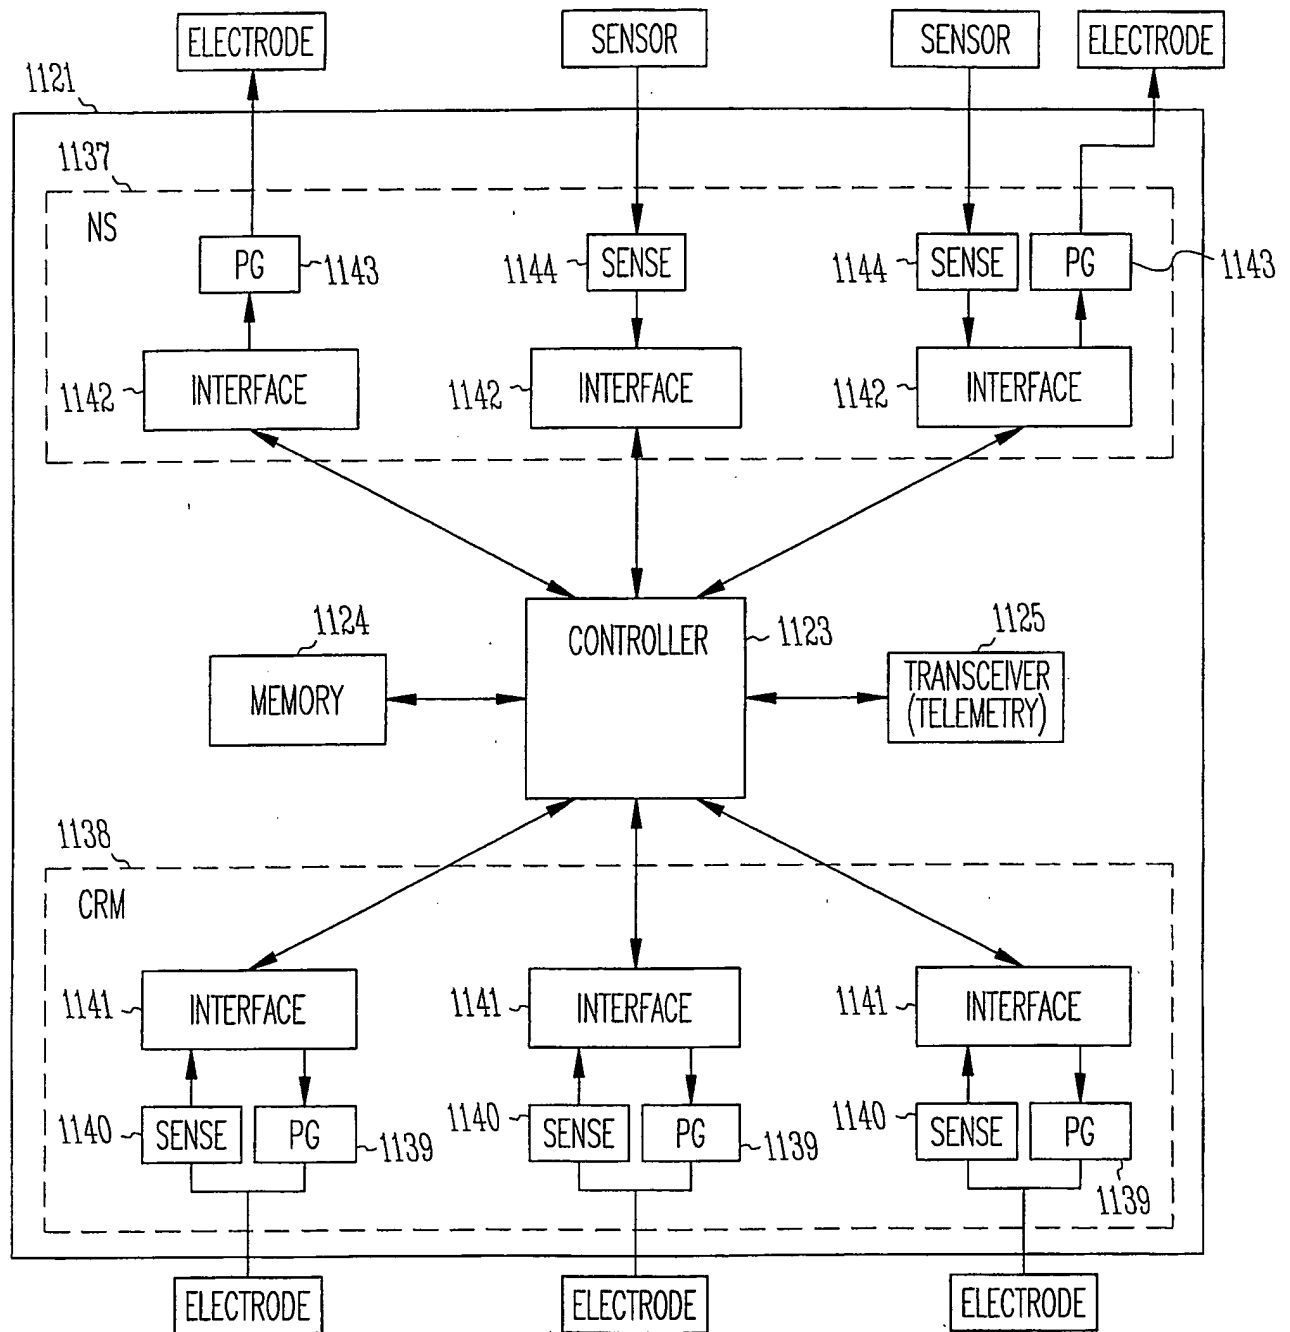 ELECTRODE
SENSOR
SENSOR
ELECTRODE
1121
1137
NS
PG
1143
1144
SENSE
1144
SENSE
PG
1143
1142
INTERFACE
1142
INTERFACE
1142
INTERFACE
1124
MEMORY
CONTROLLER
1123
1125
TRANSCEIVER
(TELEMETRY)
1138
CRM
1141
INTERFACE
1141
INTERFACE
1141
INTERFACE
1140
SENSE
PG
1139
1140
SENSE
PG
1139
1140
SENSE
PG
1139
ELECTRODE
ELECTRODE
ELECTRODE